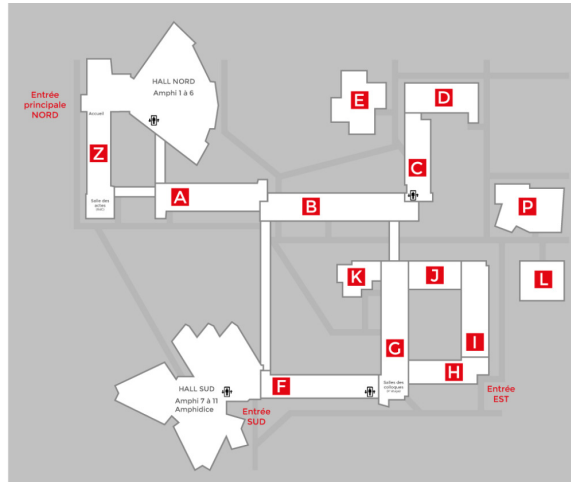 HALL NORD
Amphi 1 à 6
Entrée
principale
NORD
Accueil
E
D
C
Z
A
B
P
Salle des
actes
K
J
L
G
I
F
H
Salles des
colloques
HALL SUD
Amphi 7 à 11
Amphidice
Entrée
SUD
Entrée
EST